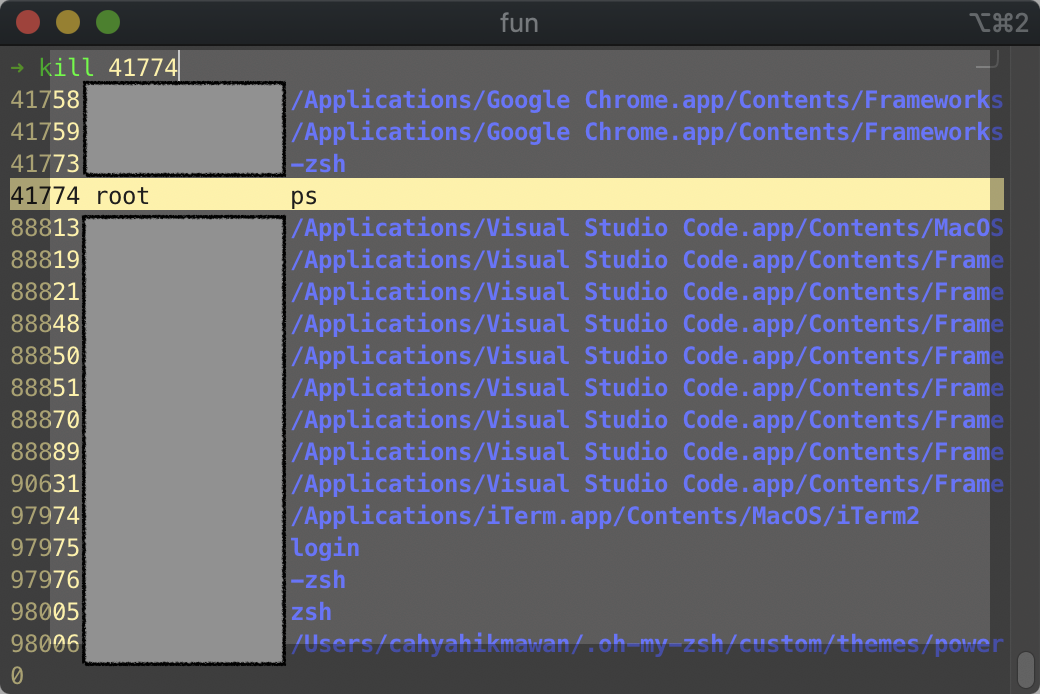 fun
⌥⌘2
→ kill 41774
41758 /Applications/Google Chrome.app/Contents/Frameworks
41759 /Applications/Google Chrome.app/Contents/Frameworks
41773 -zsh
41774 root ps
88813 /Applications/Visual Studio Code.app/Contents/MacOS
88819 /Applications/Visual Studio Code.app/Contents/Frame
88821 /Applications/Visual Studio Code.app/Contents/Frame
88848 /Applications/Visual Studio Code.app/Contents/Frame
88850 /Applications/Visual Studio Code.app/Contents/Frame
88851 /Applications/Visual Studio Code.app/Contents/Frame
88870 /Applications/Visual Studio Code.app/Contents/Frame
88889 /Applications/Visual Studio Code.app/Contents/Frame
90631 /Applications/Visual Studio Code.app/Contents/Frame
97974 /Applications/iTerm.app/Contents/MacOS/iTerm2
97975 login
97976 -zsh
98005 zsh
98006 /Users/cahyahikmawan/.oh-my-zsh/custom/themes/power
0